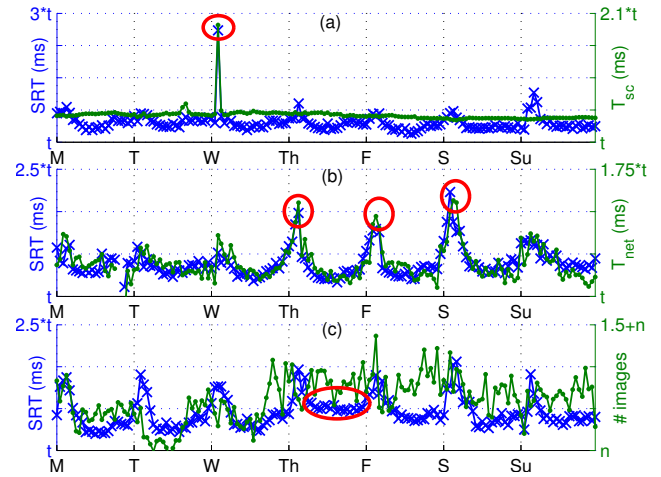 3*t
(a)
2.1*t
SRT (ms)
T_sc (ms)
t
t
M T W Th F S Su
2.5*t
(b)
1.75*t
SRT (ms)
T_net (ms)
t
t
M T W Th F S Su
2.5*t
(c)
1.5+n
SRT (ms)
# images
t
n
M T W Th F S Su